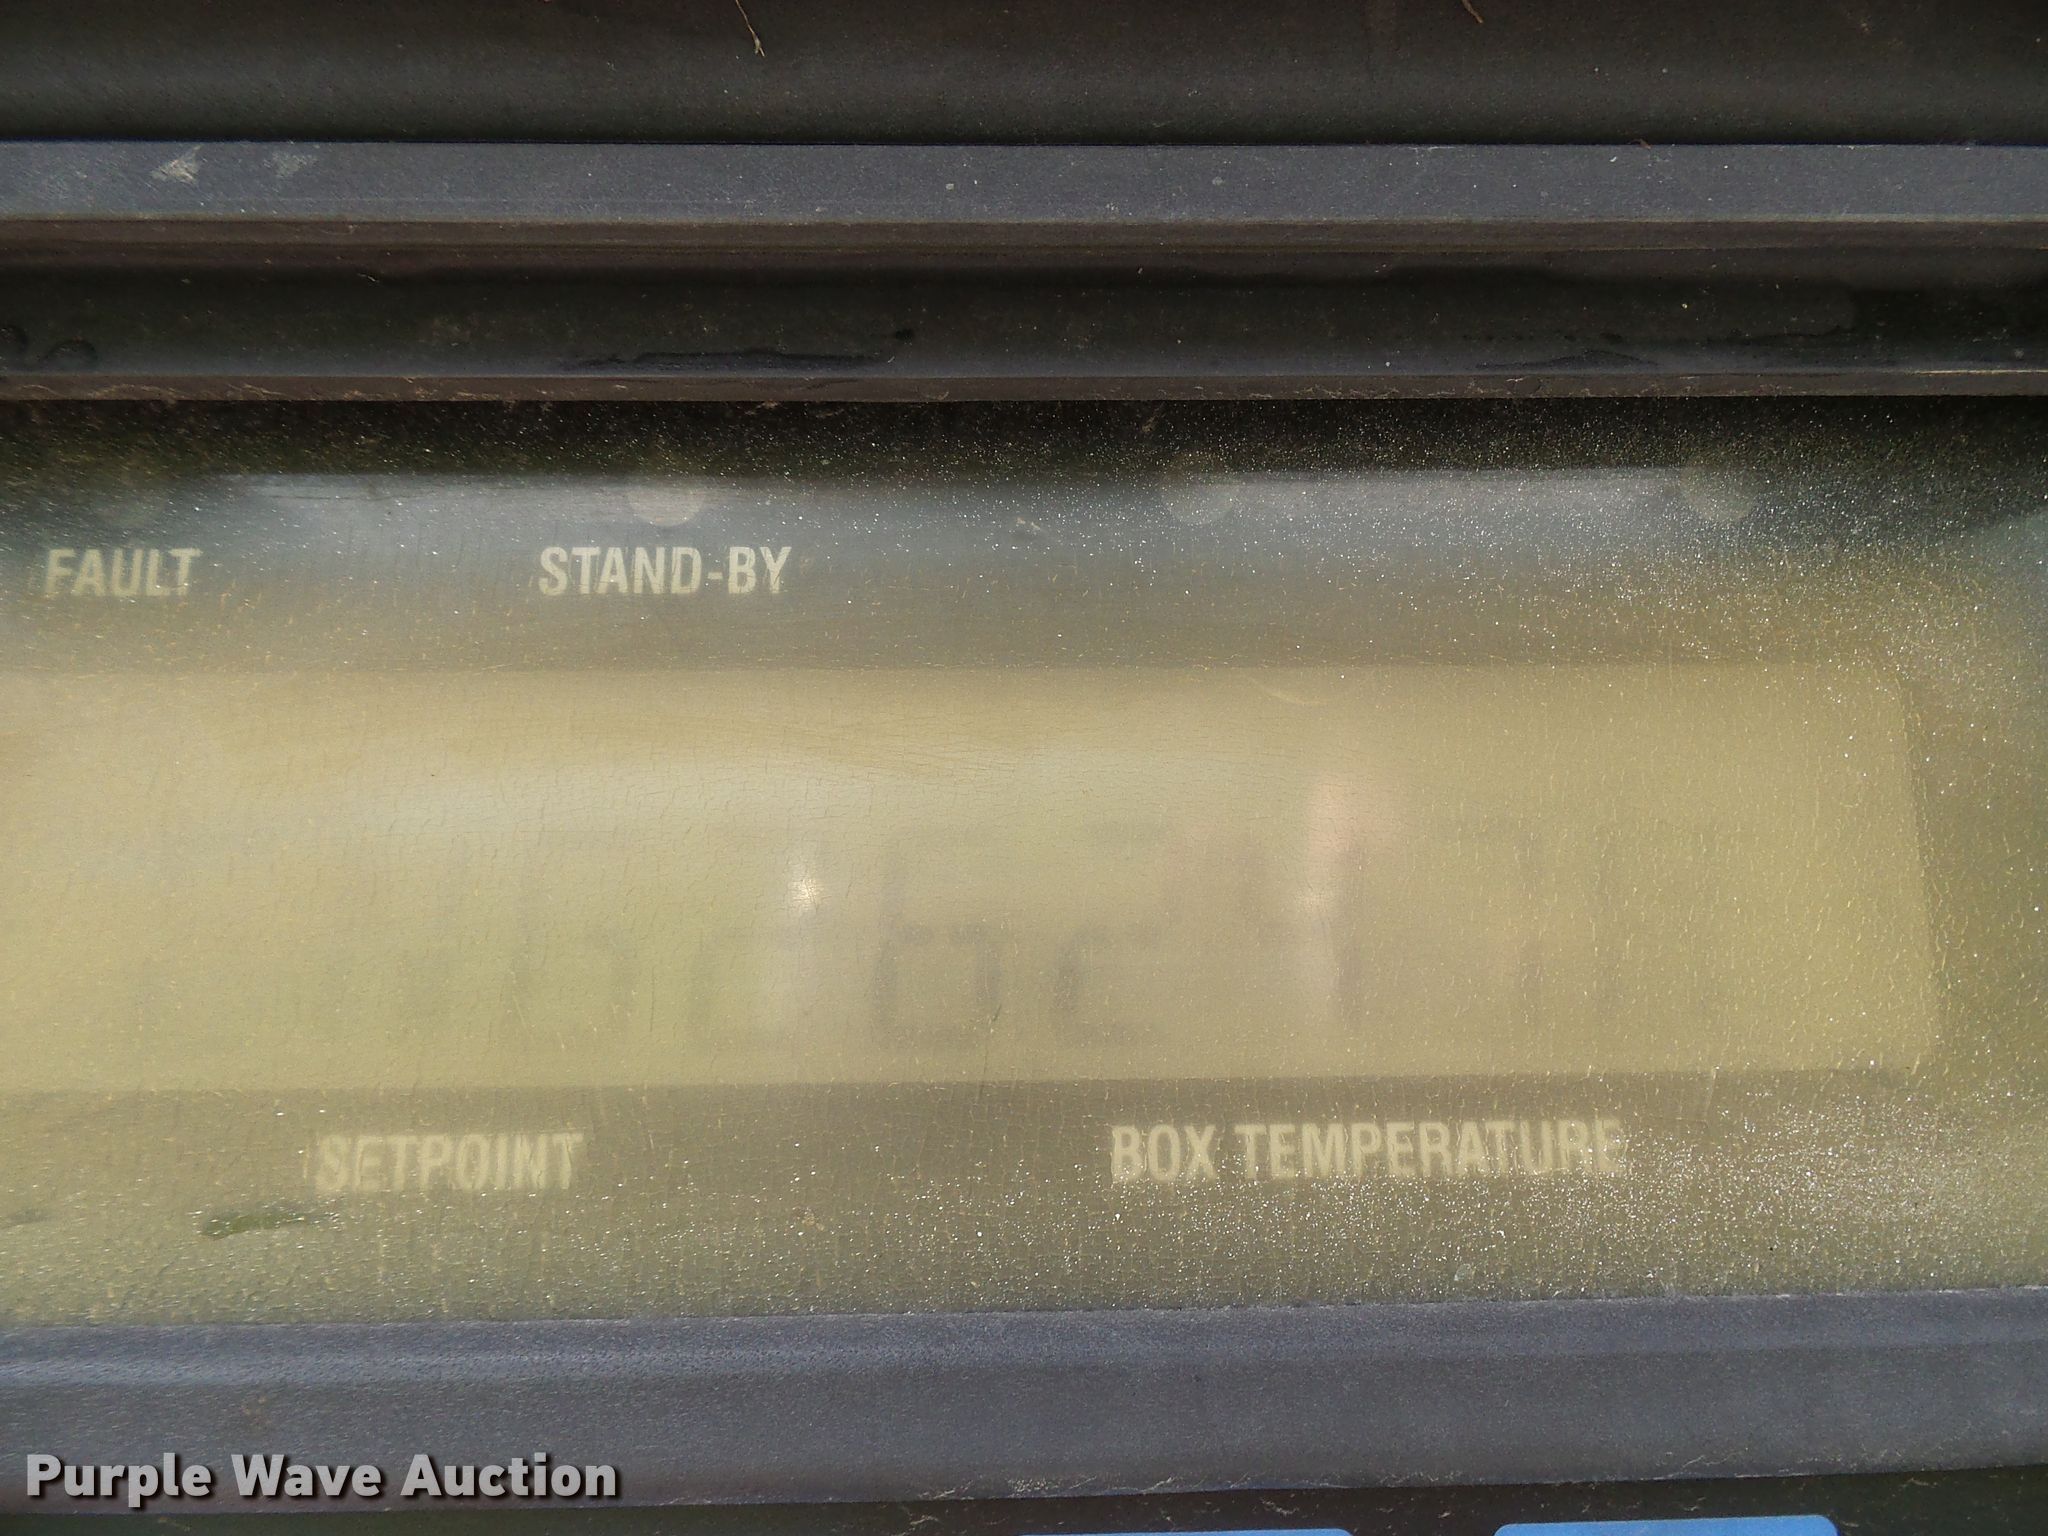 FAULT STAND-BY
SETPOINT BOX TEMPERATURE
Purple Wave Auction